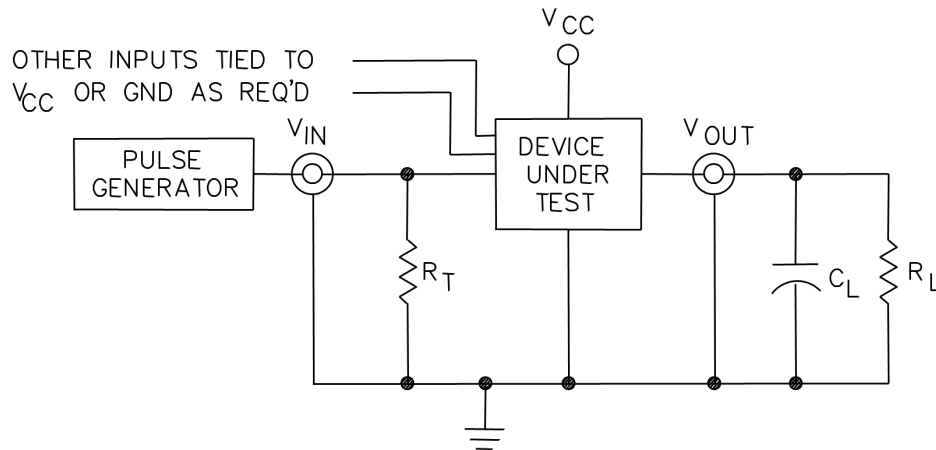 VCC
OTHER INPUTS TIED TO
VCC OR GND AS REQ'D
VIN
VOUT
PULSE
GENERATOR
DEVICE
UNDER
TEST
RT
CL
RL